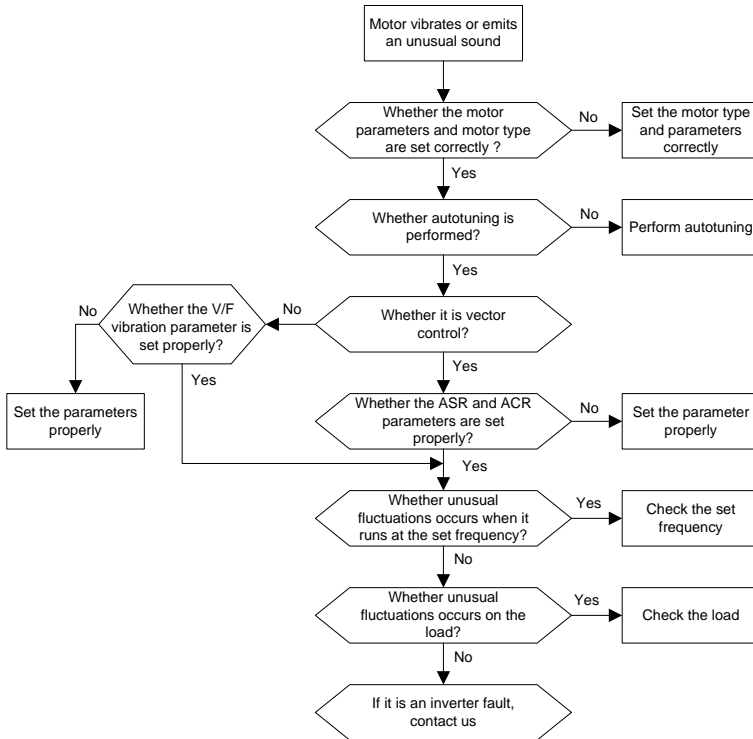 Motor vibrates or emits
an unusual sound
Whether the motor
parameters and motor type
are set correctly ?
No
Set the motor type
and parameters
correctly
Yes
Whether autotuning is
performed?
No
Perform autotuning
Yes
Whether it is vector
control?
No
Whether the V/F
vibration parameter is
set properly?
No
Set the parameters
properly
Yes
Yes
Whether the ASR and ACR
parameters are set
properly?
No
Set the parameter
properly
Yes
Whether unusual
fluctuations occurs when it
runs at the set frequency?
Yes
Check the set
frequency
No
Whether unusual
fluctuations occurs on the
load?
Yes
Check the load
No
If it is an inverter fault,
contact us